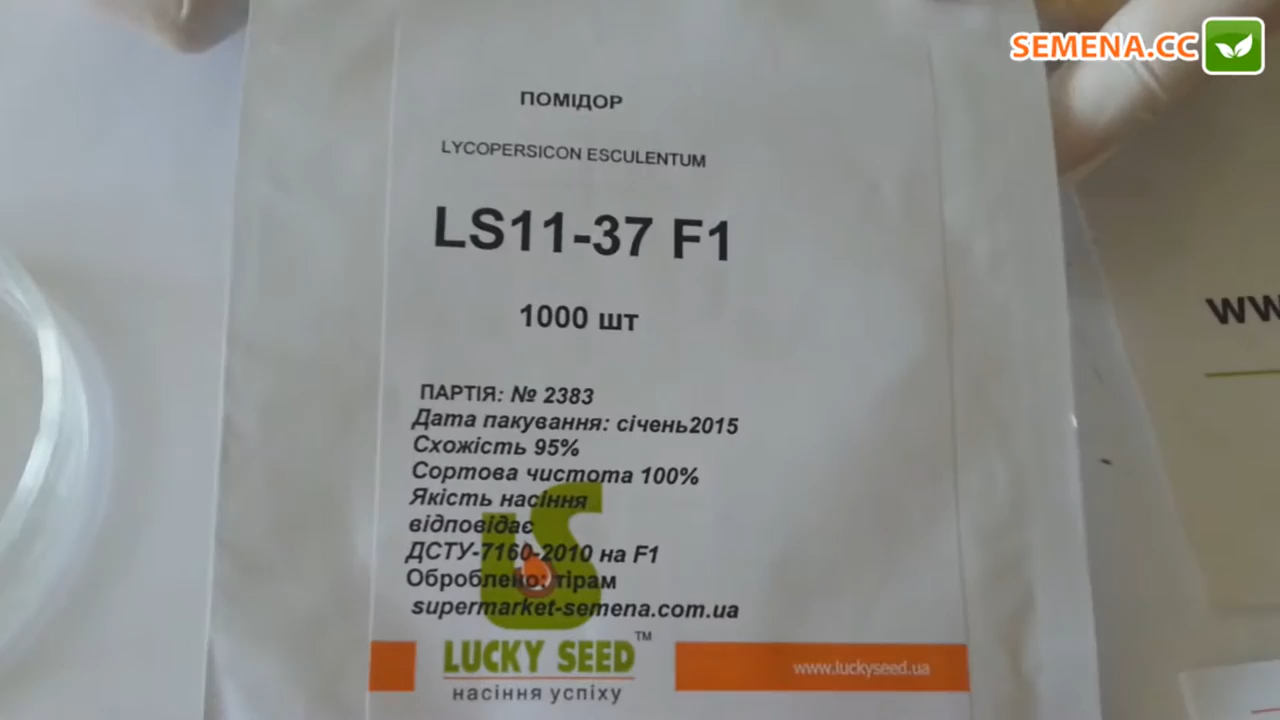 SEMENA.CC
ПОМІДОР
LYCOPERSICON ESCULENTUM
LS11-37 F1
1000 шт
ПАРТІЯ: № 2383
Дата пакування: січень2015
Схожість 95%
Сортова чистота 100%
Якість насіння
відповідає
ДСТУ-7160-2010 на F1
Оброблено: тірам
supermarket-semena.com.ua
LUCKY SEED™
насіння успіху
www.luckyseed.ua